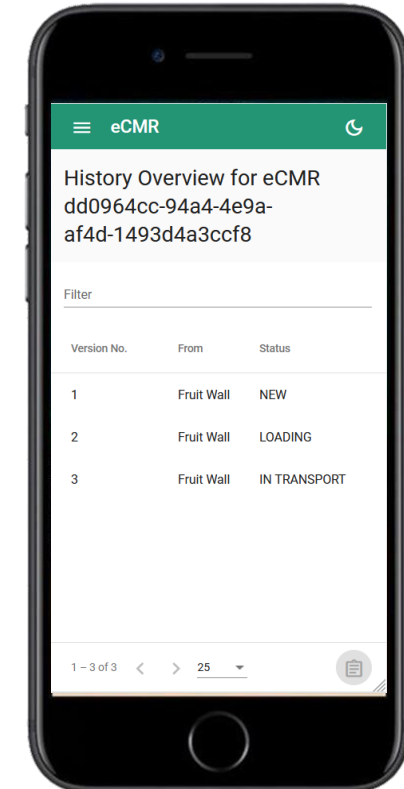 eCMR
History Overview for eCMR
dd0964cc-94a4-4e9a-
af4d-1493d4a3ccf8
Filter
Version No. From Status
1 Fruit Wall NEW
2 Fruit Wall LOADING
3 Fruit Wall IN TRANSPORT
1 – 3 of 3 25